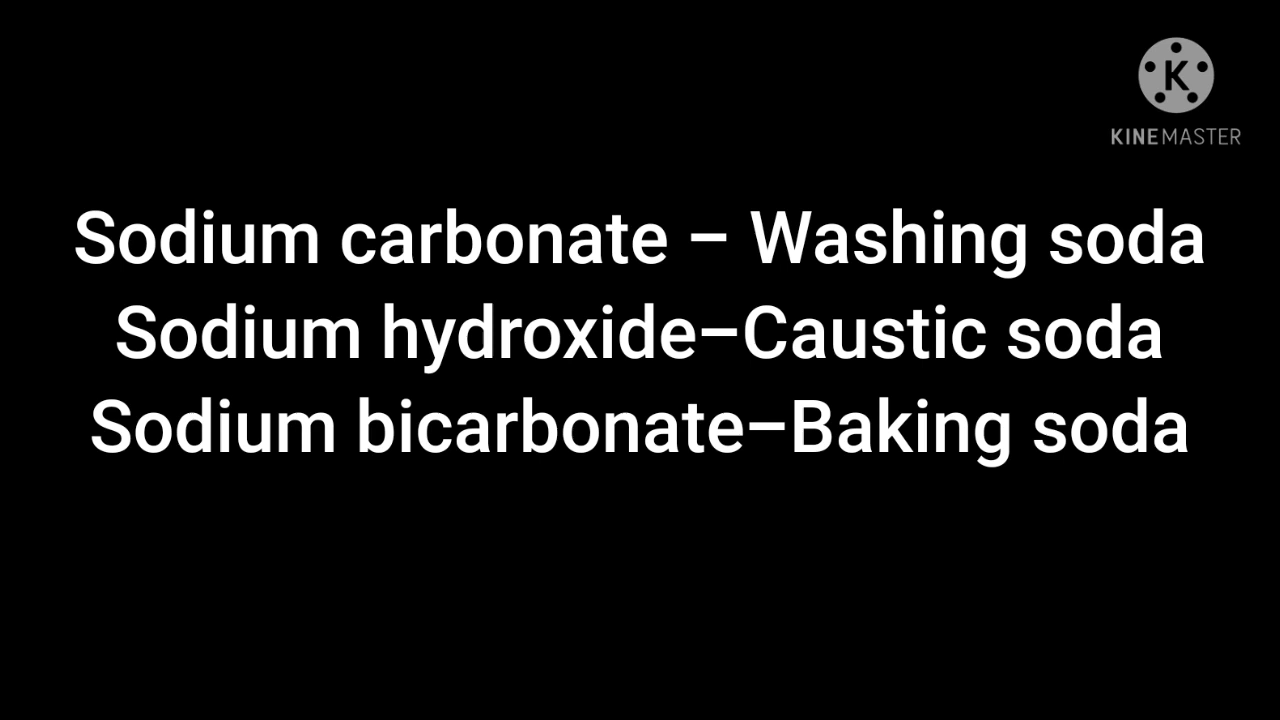 K
KINEMASTER
Sodium carbonate – Washing soda
Sodium hydroxide–Caustic soda
Sodium bicarbonate–Baking soda